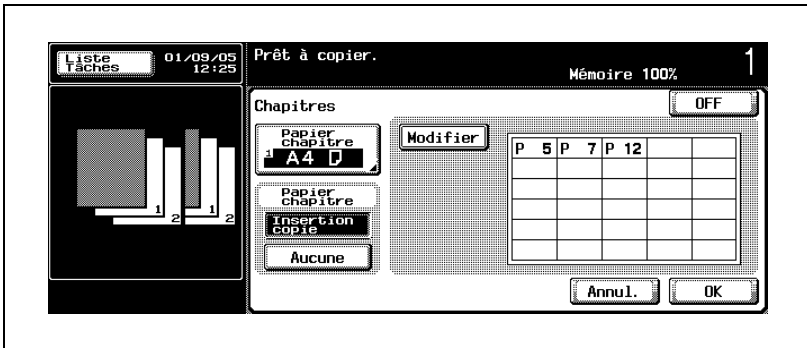 Liste
Tâches
01/09/05
12:25
Prêt à copier.
Mémoire 100%
1
Chapitres
OFF
Papier
chapitre
1 A4
Modifier
P 5 P 7 P 12
Papier
chapitre
Insertion
copie
Aucune
1 2 1 2
Annul. OK